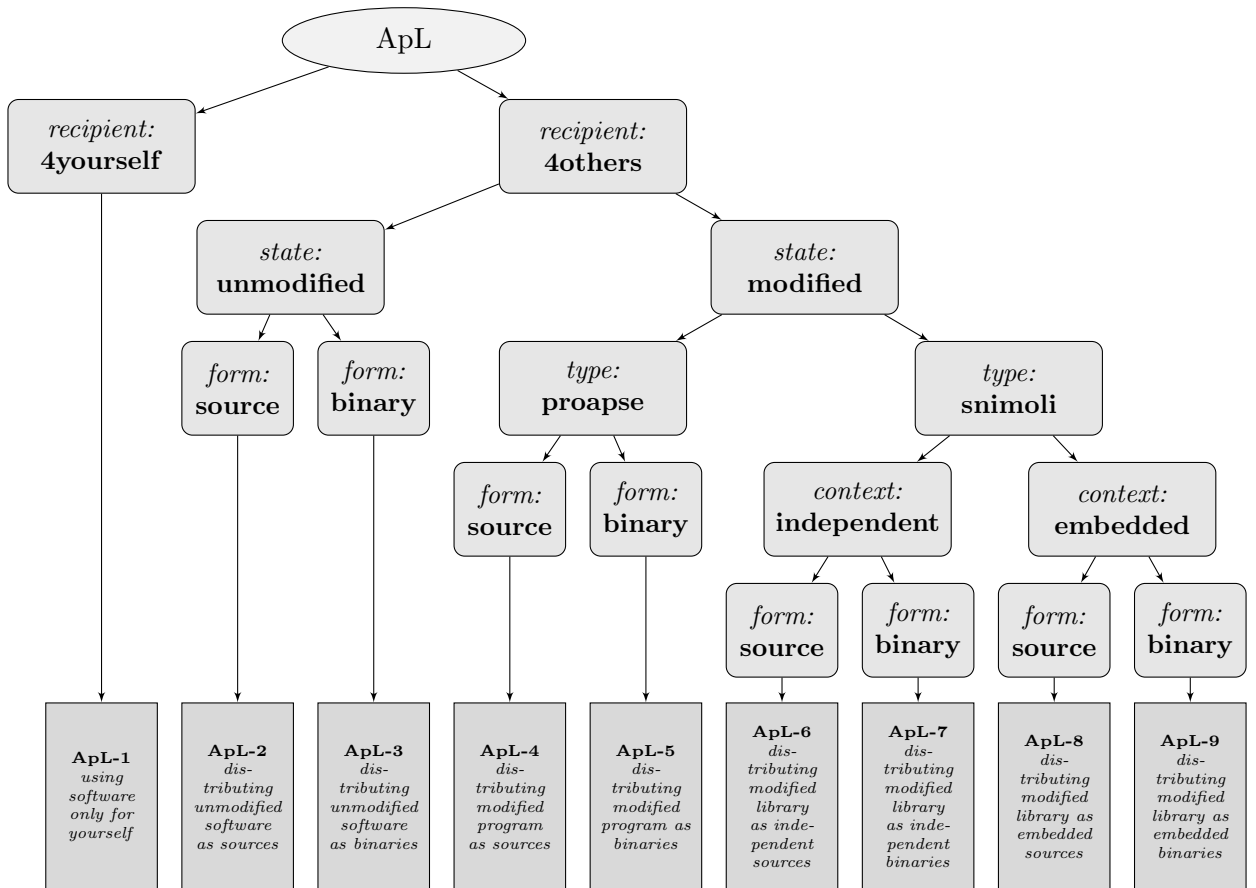 ApL
recipient:
4yourself
recipient:
4others
state:
unmodified
state:
modified
form:
source
form:
binary
type:
proapse
type:
snimoli
form:
source
form:
binary
context:
independent
context:
embedded
form:
source
form:
binary
form:
source
form:
binary
ApL-1
using
software
only for
yourself
ApL-2
dis-
tributing
unmodified
software
as sources
ApL-3
dis-
tributing
unmodified
software
as binaries
ApL-4
dis-
tributing
modified
program
as sources
ApL-5
dis-
tributing
modified
program as
binaries
ApL-6
dis-
tributing
modified
library
as inde-
pendent
sources
ApL-7
dis-
tributing
modified
library
as inde-
pendent
binaries
ApL-8
dis-
tributing
modified
library as
embedded
sources
ApL-9
dis-
tributing
modified
library as
embedded
binaries